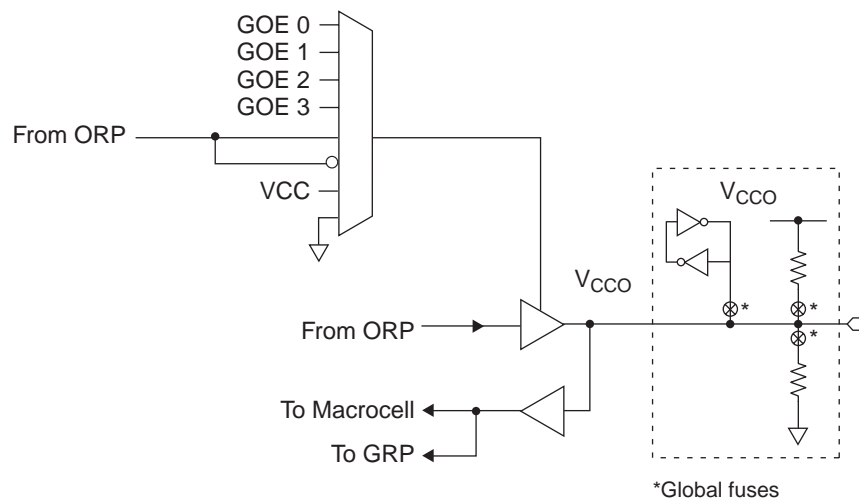 GOE 0
GOE 1
GOE 2
GOE 3
From ORP
VCC
VCCO
VCCO
*
*
*
From ORP
To Macrocell
To GRP
*Global fuses